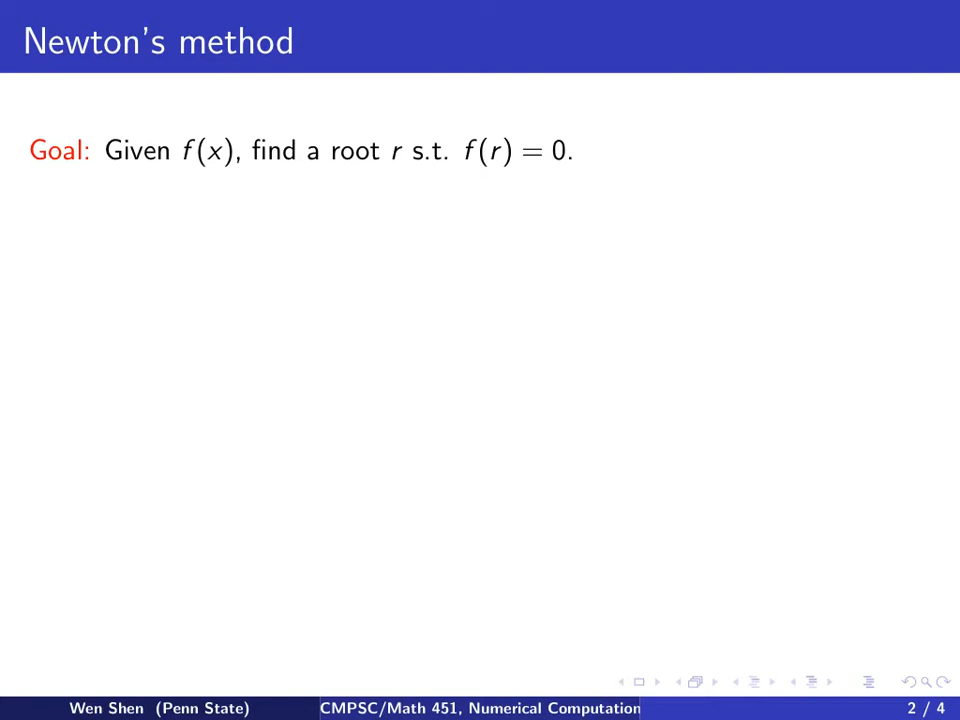 Newton's method
Goal: Given f(x), find a root r s.t. f(r) = 0.
Wen Shen (Penn State)
CMPSC/Math 451, Numerical Computation
2 / 4